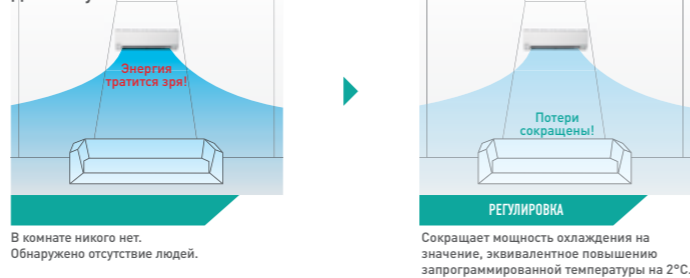 Энергия
тратится зря!
В комнате никого нет.
Обнаружено отсутствие людей.
Потери
сокращены!
РЕГУЛИРОВКА
Сокращает мощность охлаждения на
значение, эквивалентное повышению
запрограммированной температуры на 2°C.